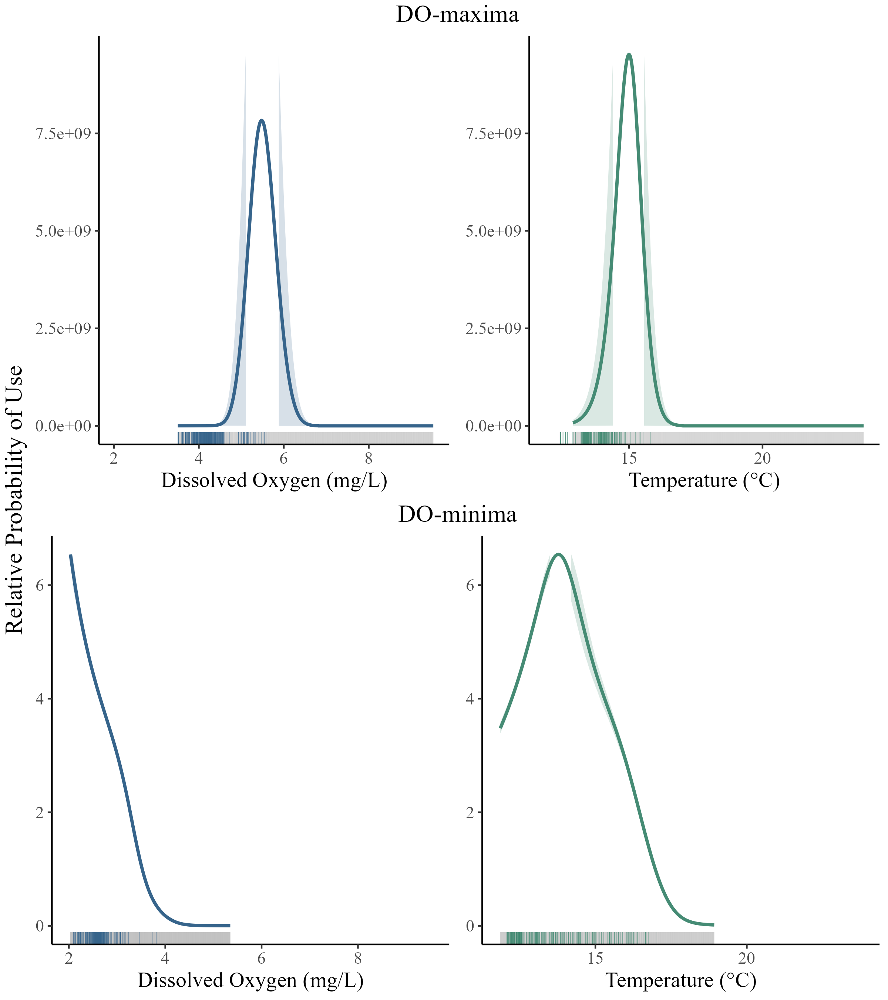 DO-maxima
Relative Probability of Use
7.5e+09
5.0e+09
2.5e+09
0.0e+00
2 4 6 8
Dissolved Oxygen (mg/L)
7.5e+09
5.0e+09
2.5e+09
0.0e+00
15 20
Temperature (°C)
DO-minima
6
4
2
0
2 4 6 8
Dissolved Oxygen (mg/L)
6
4
2
0
15 20
Temperature (°C)